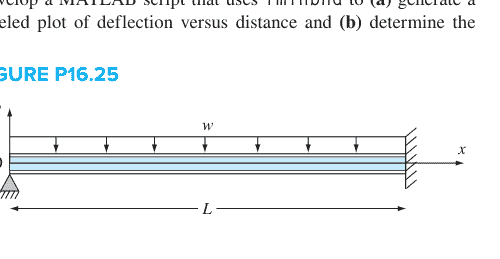 velop a MATLAB script that uses fminbnd to (a) generate a
eled plot of deflection versus distance and (b) determine the
GURE P16.25
w
x
L